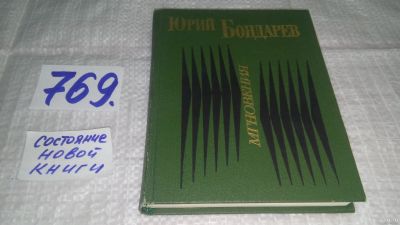 769.
СОСТОЯНИЕ
НОВОЙ
КНИГИ
ЮРИЙ БОНДАРЕВ
МГНОВЕНИЯ